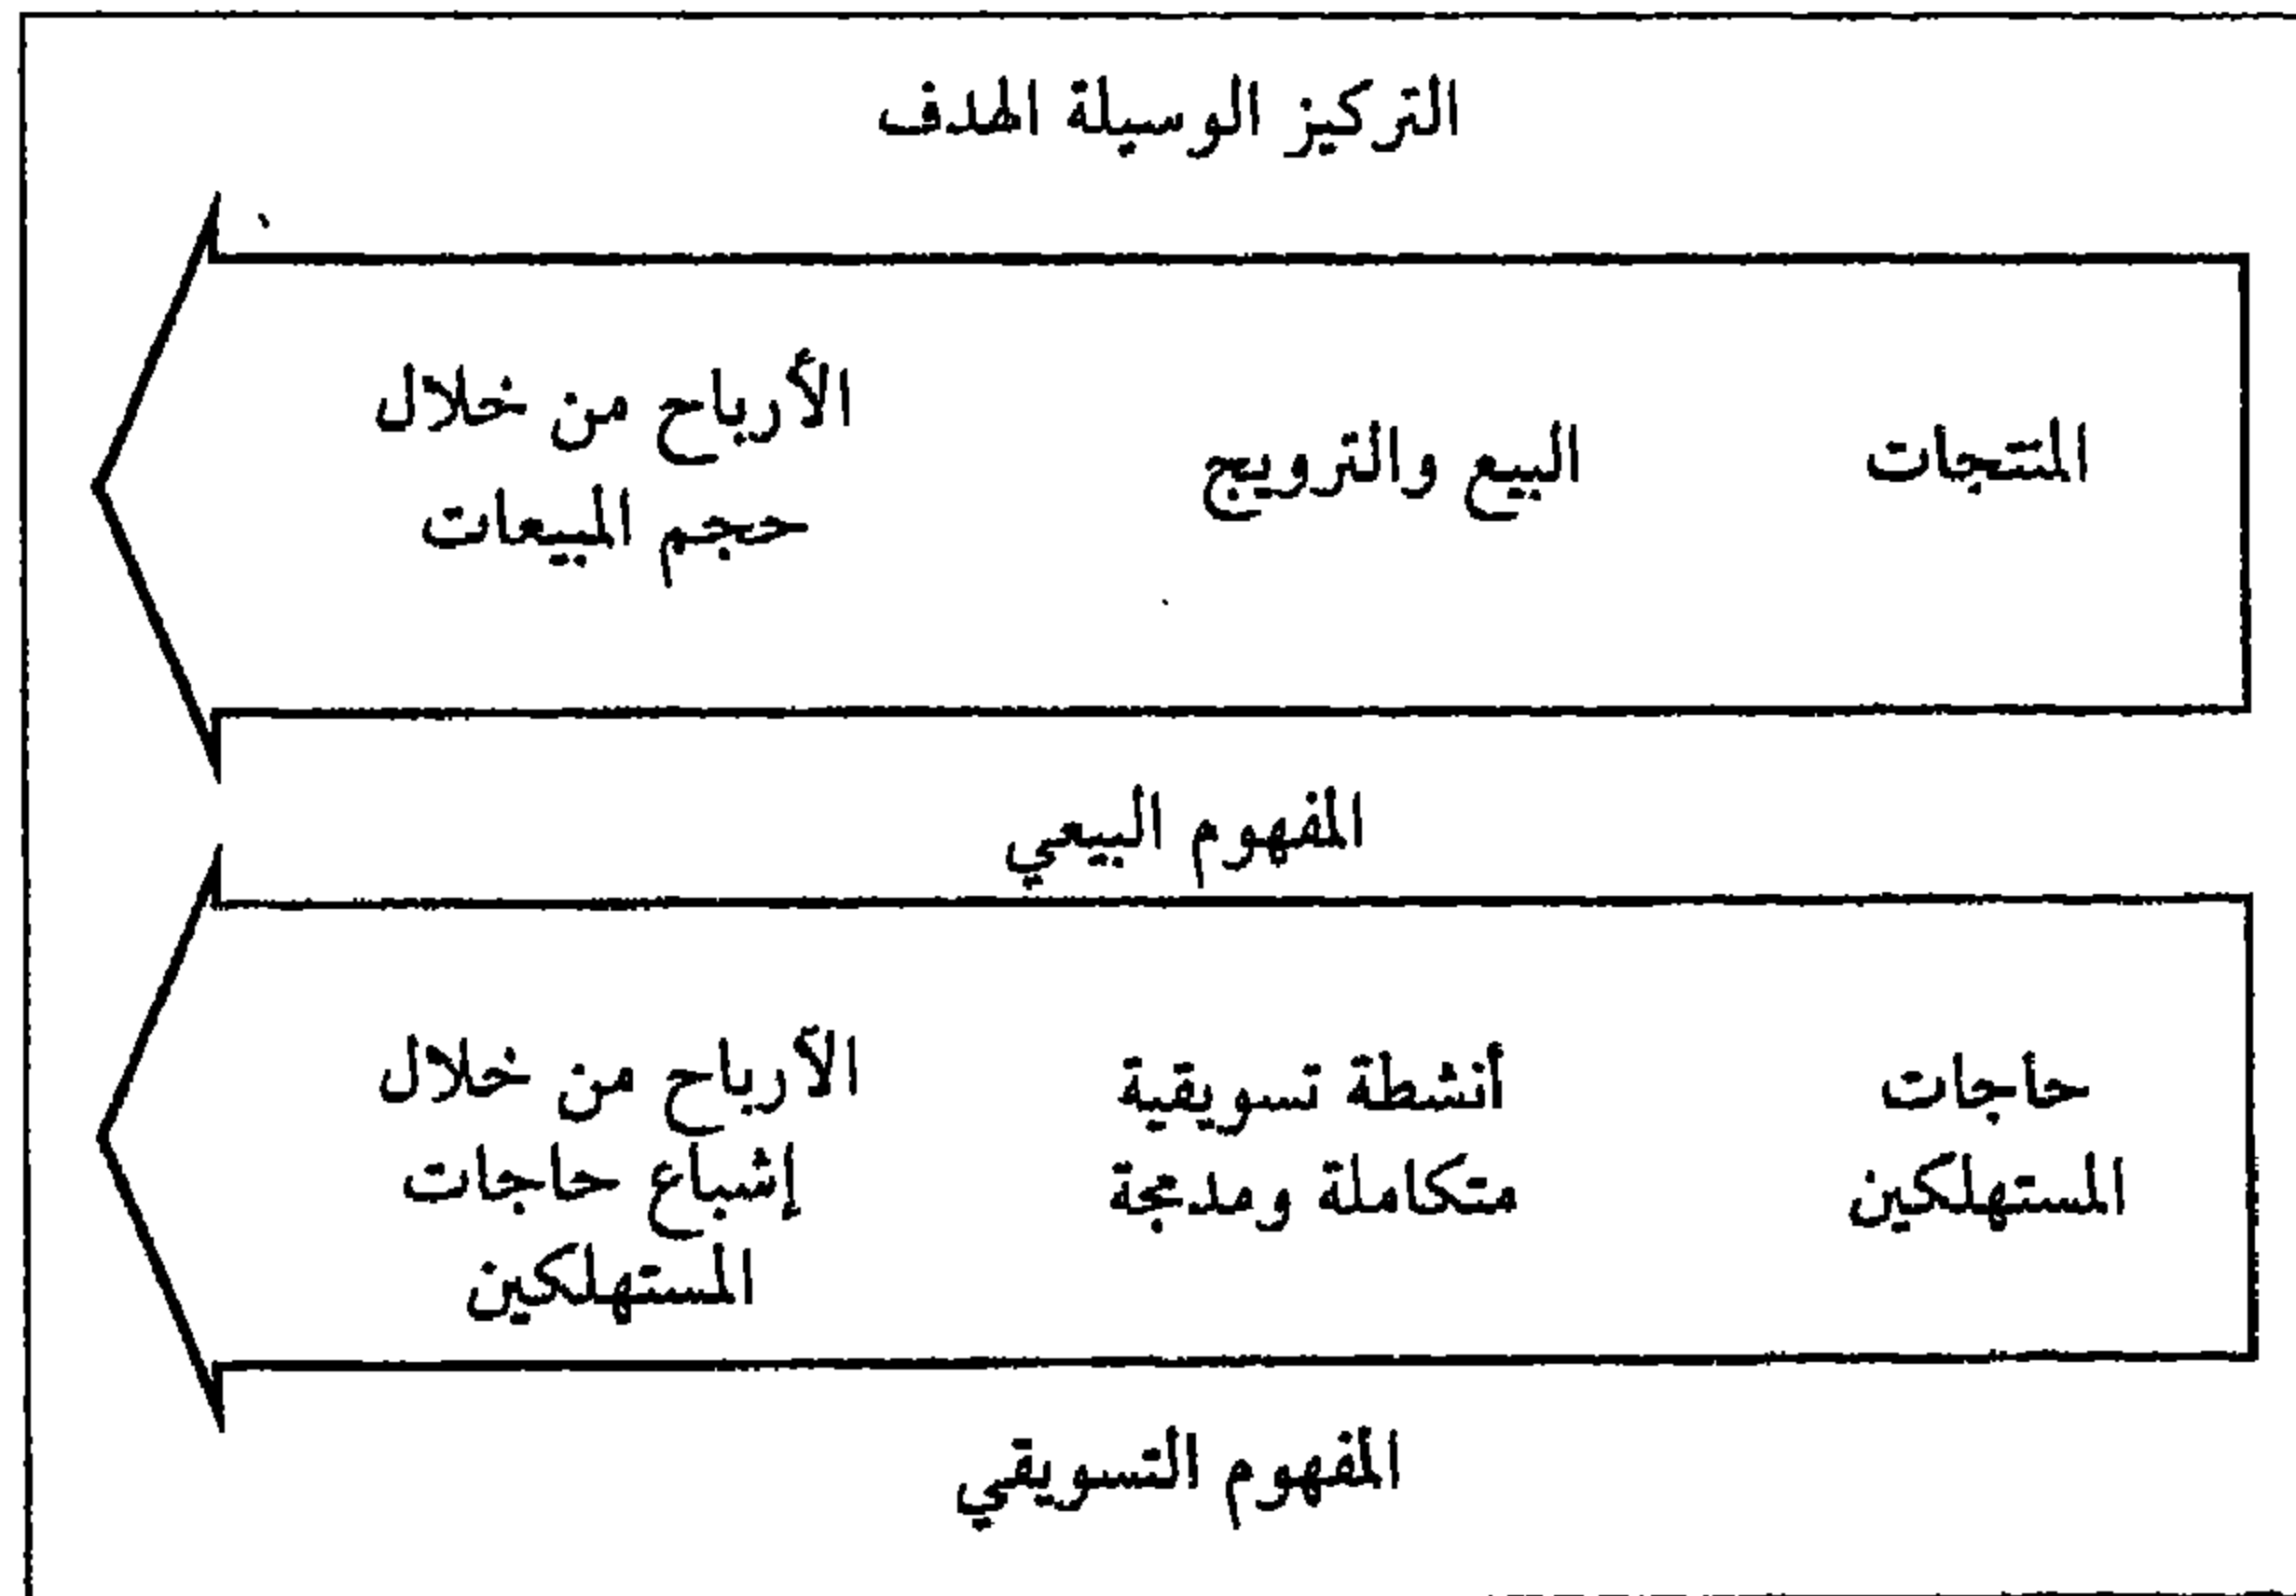 التركيز الوسيلة الهدف
المنتجات
البيع والترويج
الأرباح من خلال
حجم المبيعات
المفهوم البيعي
حاجات
المستهلكين
أنشطة تسويقية
متكاملة ومدمجة
الأرباح من خلال
إشباع حاجات
المستهلكين
المفهوم التسويقي